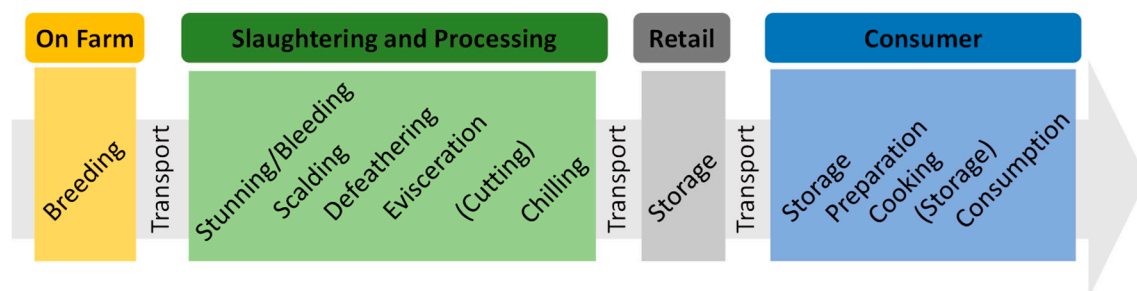 On Farm
Slaughtering and Processing
Retail
Consumer
Breeding
Transport
Stunning/Bleeding
Scalding
Defeathering
Evisceration
(Cutting)
Chilling
Transport
Storage
Transport
Storage
Preparation
Cooking
(Storage)
Consumption